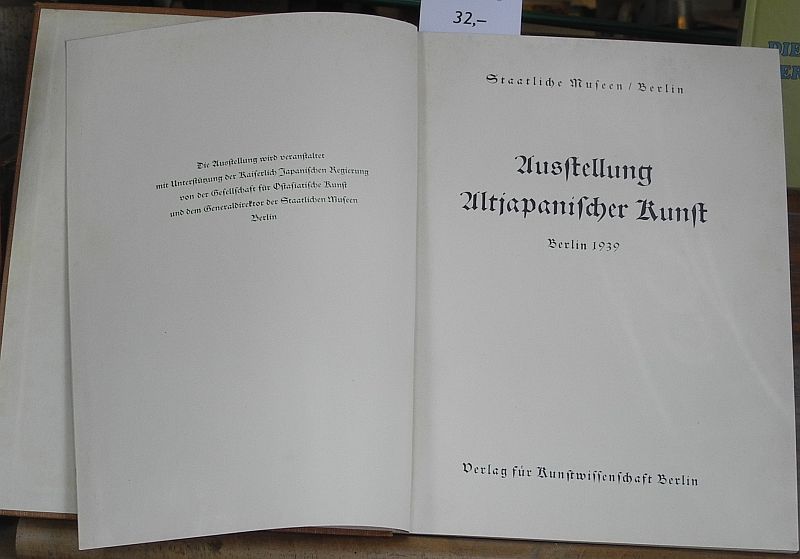 32,–
Die Ausstellung wird veranstaltet
mit Unterstützung der Kaiserlich Japanischen Regierung
von der Gesellschaft für Ostasiatische Kunst
und dem Generaldirektor der Staatlichen Museen
Berlin
Staatliche Museen / Berlin
Ausstellung
Altjapanischer Kunst
Berlin 1939
Verlag für Kunstwissenschaft Berlin
DIE